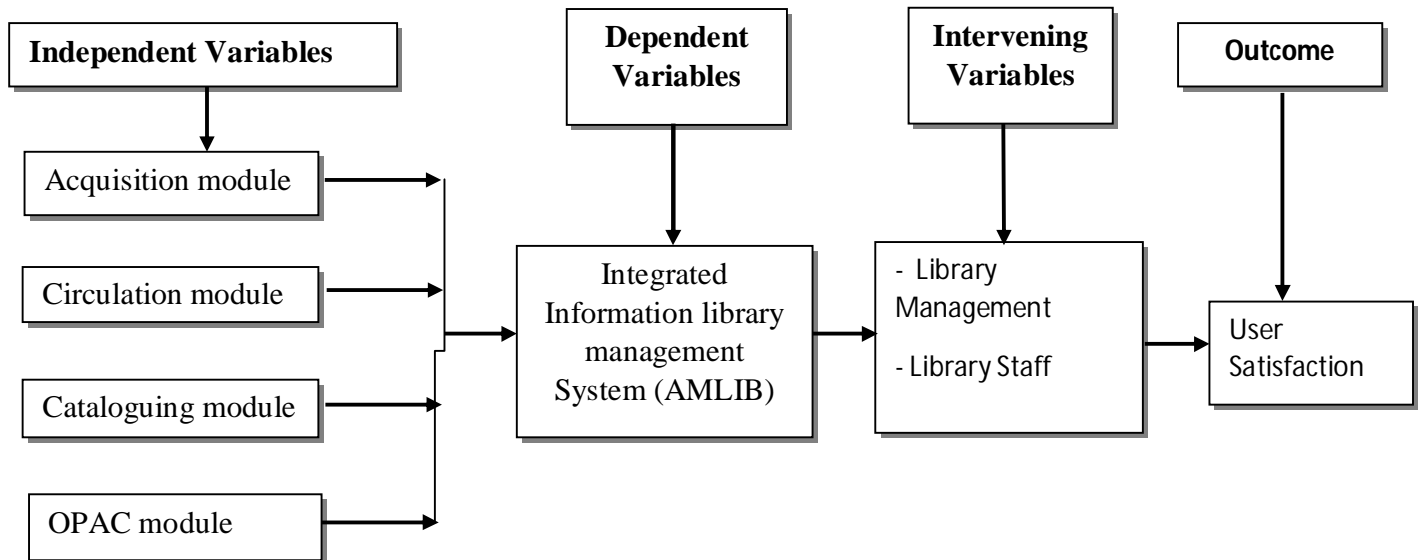 Independent Variables
Dependent
Variables
Intervening
Variables
Outcome
Acquisition module
Circulation module
Cataloguing module
OPAC module
Integrated
Information library
management
System (AMLIB)
- Library
Management
- Library Staff
User
Satisfaction